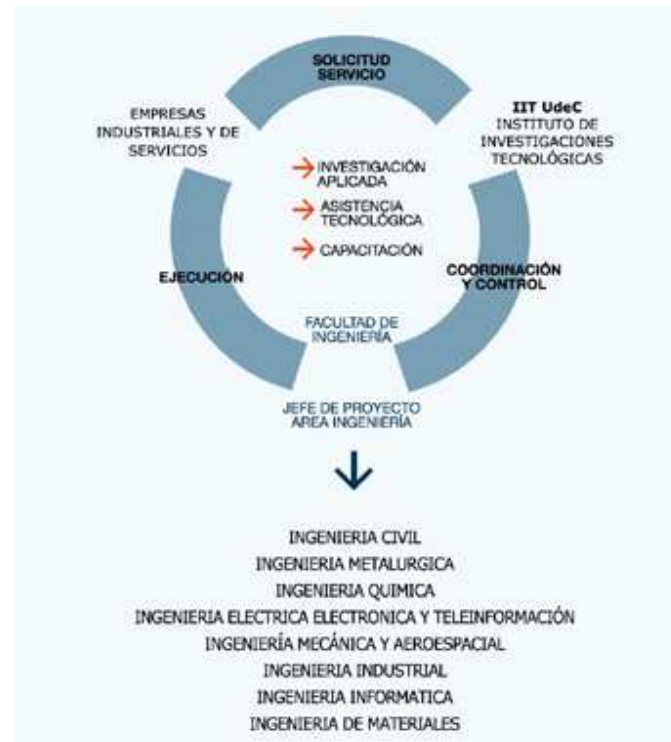 SOLICITUD
SERVICIO
EMPRESAS
INDUSTRIALES Y DE
SERVICIOS
IIT UdeC
INSTITUTO DE
INVESTIGACIONES
TECNOLÓGICAS
INVESTIGACIÓN
APLICADA
ASISTENCIA
TECNOLÓGICA
CAPACITACIÓN
EJECUCIÓN
COORDINACIÓN
Y CONTROL
FACULTAD DE
INGENIERÍA
JEFE DE PROYECTO
AREA INGENIERÍA
INGENIERIA CIVIL
INGENIERIA METALURGICA
INGENIERIA QUIMICA
INGENIERIA ELECTRICA ELECTRONICA Y TELEINFORMACIÓN
INGENIERÍA MECÁNICA Y AEROESPACIAL
INGENIERIA INDUSTRIAL
INGENIERIA INFORMATICA
INGENIERIA DE MATERIALES